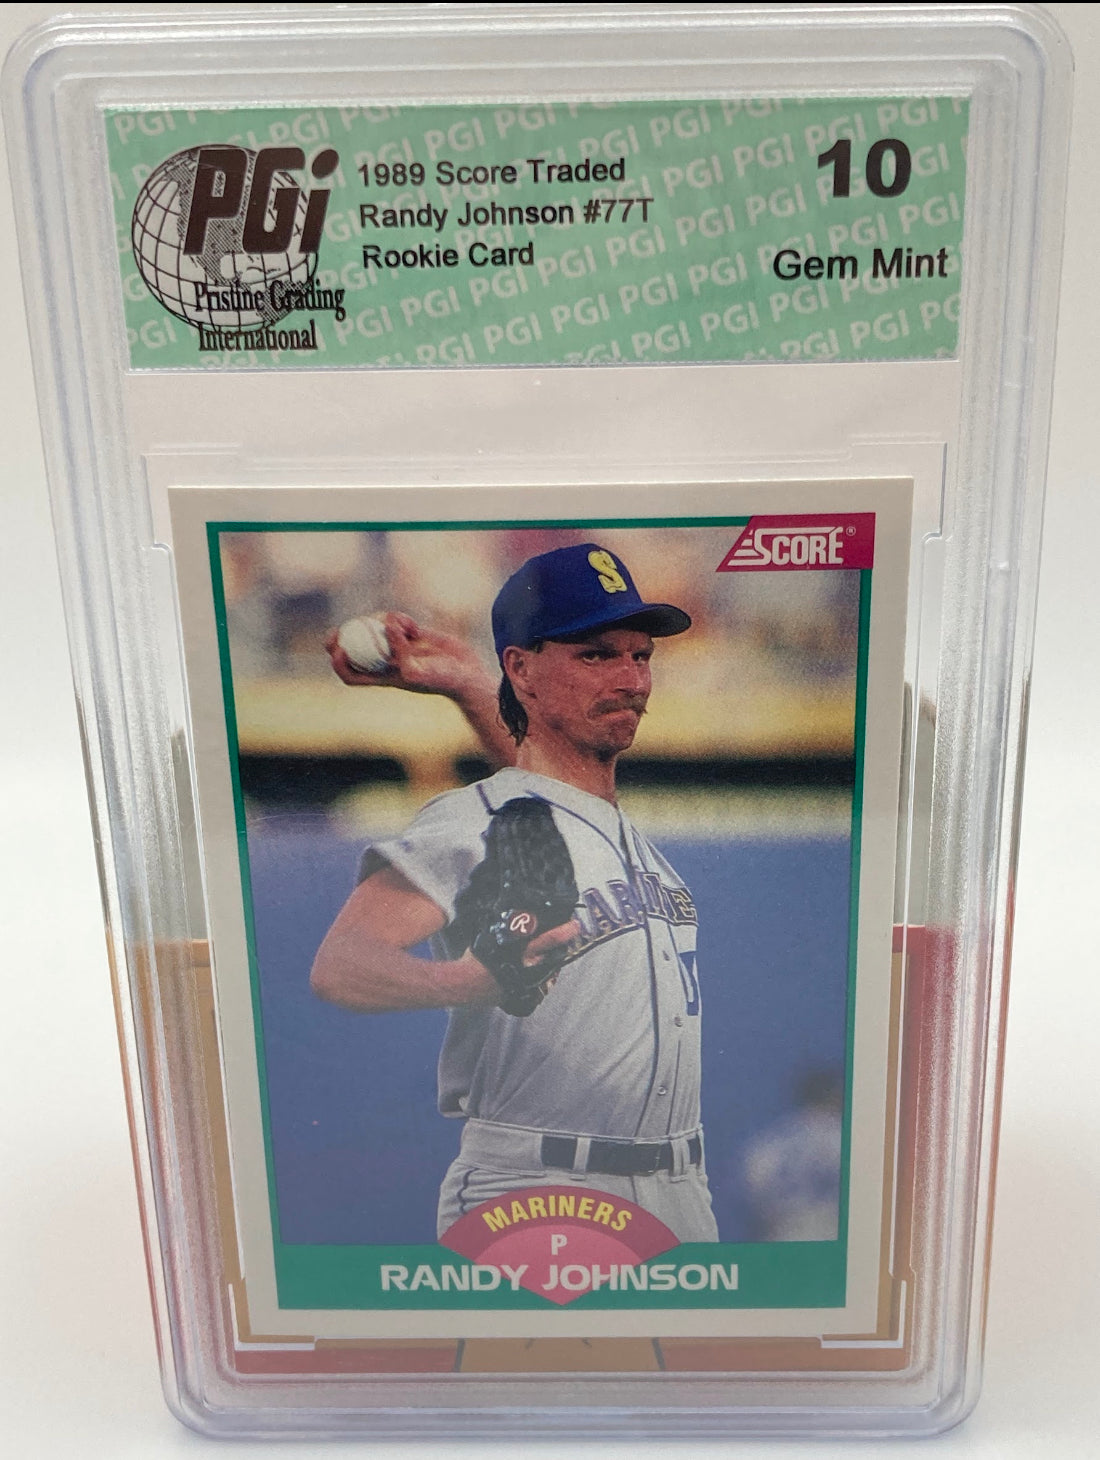 PGi
Pristine Grading
International
1989 Score Traded
Randy Johnson #77T
Rookie Card
10
Gem Mint
SCORE®
S
R
MARINERS
P
RANDY JOHNSON